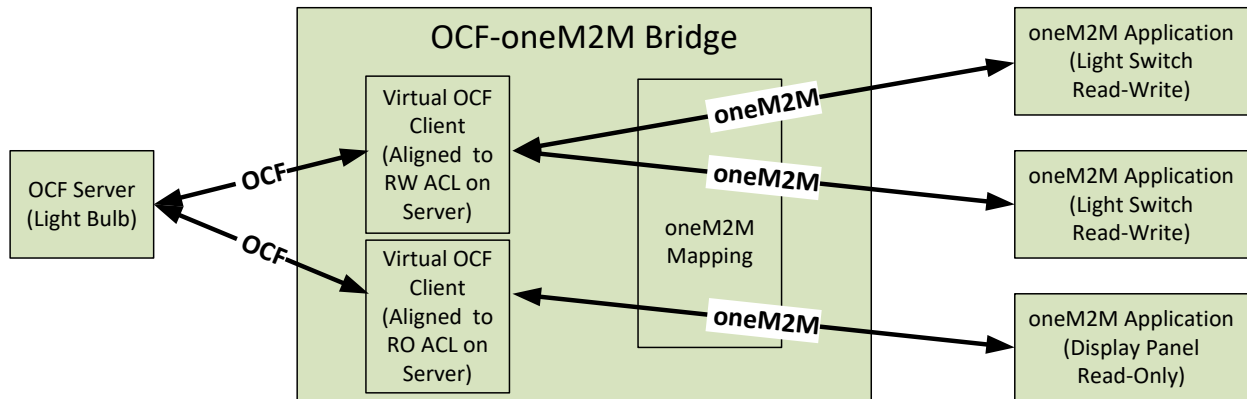 OCF-oneM2M Bridge
OCF Server
(Light Bulb)
OCF
OCF
Virtual OCF
Client
(Aligned to
RW ACL on
Server)
Virtual OCF
Client
(Aligned to
RO ACL on
Server)
oneM2M
Mapping
oneM2M
oneM2M
oneM2M
oneM2M Application
(Light Switch
Read-Write)
oneM2M Application
(Light Switch
Read-Write)
oneM2M Application
(Display Panel
Read-Only)